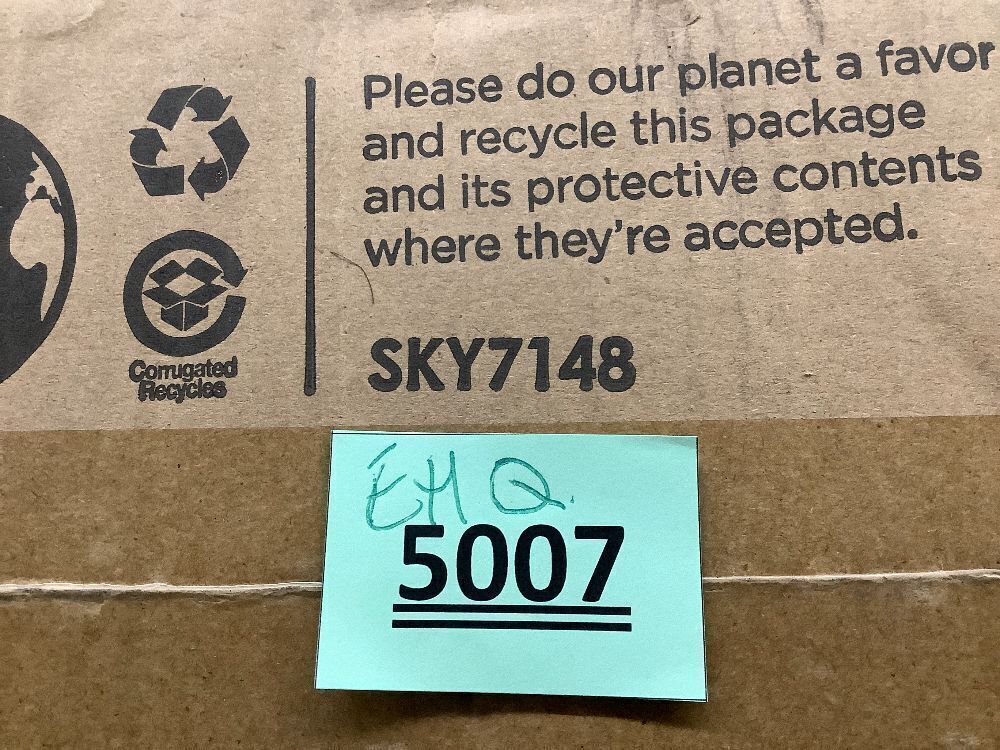 Please do our planet a favor
and recycle this package
and its protective contents
where they're accepted.
Corrugated
Recycles
SKY7148
EHQ.
5007